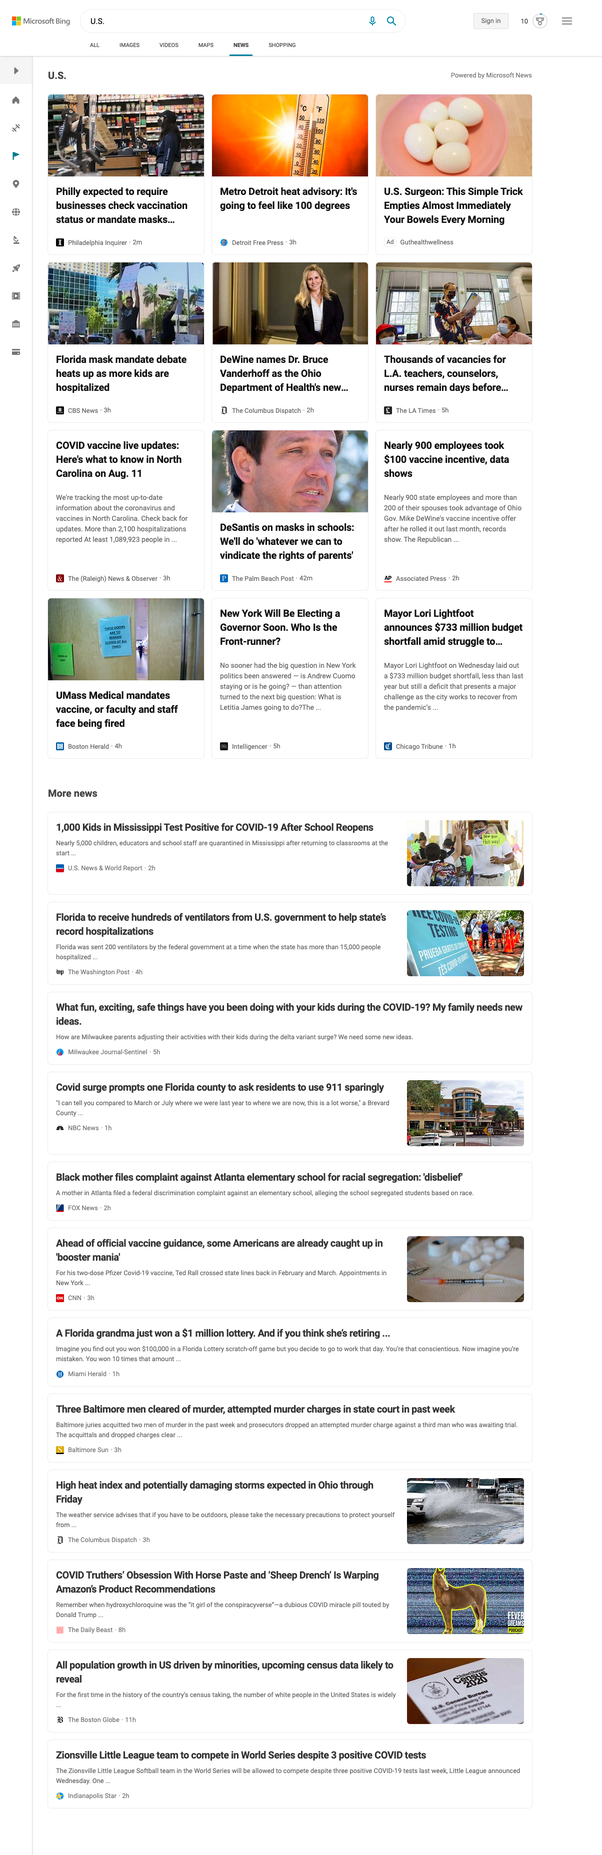 Microsoft Bing
U.S.
Sign in
10
ALL
IMAGES
VIDEOS
MAPS
NEWS
SHOPPING
U.S.
Powered by Microsoft News
Philly expected to require
businesses check vaccination
status or mandate masks...
Philadelphia Inquirer · 2m
Metro Detroit heat advisory: It's
going to feel like 100 degrees
Detroit Free Press · 3h
U.S. Surgeon: This Simple Trick
Empties Almost Immediately
Your Bowels Every Morning
Ad Guthealthwellness
Florida mask mandate debate
heats up as more kids are
hospitalized
CBS News · 3h
DeWine names Dr. Bruce
Vanderhoff as the Ohio
Department of Health's new...
The Columbus Dispatch · 2h
Thousands of vacancies for
L.A. teachers, counselors,
nurses remain days before...
The LA Times · 5h
COVID vaccine live updates:
Here's what to know in North
Carolina on Aug. 11
We're tracking the most up-to-date
information about the coronavirus and
vaccines in North Carolina. Check back for
updates. More than 2,100 hospitalizations
reported At least 1,089,923 people in ...
The (Raleigh) News & Observer · 3h
DeSantis on masks in schools:
We'll do 'whatever we can to
vindicate the rights of parents'
The Palm Beach Post · 42m
Nearly 900 employees took
$100 vaccine incentive, data
shows
Nearly 900 state employees and more than
200 of their spouses took advantage of Ohio
Gov. Mike DeWine's vaccine incentive offer
after he rolled it out last month, records
show. The Republican ...
AP Associated Press · 2h
UMass Medical mandates
vaccine, or faculty and staff
face being fired
Boston Herald · 4h
New York Will Be Electing a
Governor Soon. Who Is the
Front-runner?
No sooner had the big question in New York
politics been answered — is Andrew Cuomo
staying or is he going? — than attention
turned to the next big question: What is
Letitia James going to do?The ...
Intelligencer · 5h
Mayor Lori Lightfoot
announces $733 million budget
shortfall amid struggle to...
Mayor Lori Lightfoot on Wednesday laid out
a $733 million budget shortfall, less than last
year but still a deficit that presents a major
challenge as the city works to recover from
the pandemic's ...
Chicago Tribune · 1h
More news
1,000 Kids in Mississippi Test Positive for COVID-19 After School Reopens
Nearly 5,000 children, educators and school staff are quarantined in Mississippi after returning to classrooms at the
start ...
U.S. News & World Report · 2h
Florida to receive hundreds of ventilators from U.S. government to help state's
record hospitalizations
Florida was sent 200 ventilators by the federal government at a time when the state has more than 15,000 people
hospitalized ...
wp The Washington Post · 4h
TESTING
What fun, exciting, safe things have you been doing with your kids during the COVID-19? My family needs new
ideas.
How are Milwaukee parents adjusting their activities with their kids during the delta variant surge? We need some new ideas.
Milwaukee Journal-Sentinel · 5h
Covid surge prompts one Florida county to ask residents to use 911 sparingly
"I can tell you compared to March or July where we were last year to where we are now, this is a lot worse," a Brevard
County ...
NBC News · 1h
Black mother files complaint against Atlanta elementary school for racial segregation: 'disbelief'
A mother in Atlanta filed a federal discrimination complaint against an elementary school, alleging the school segregated students based on race.
FOX News · 2h
Ahead of official vaccine guidance, some Americans are already caught up in
'booster mania'
For his two-dose Pfizer Covid-19 vaccine, Ted Rall crossed state lines back in February and March. Appointments in
New York ...
CNN · 3h
A Florida grandma just won a $1 million lottery. And if you think she's retiring ...
Imagine you find out you won $100,000 in a Florida Lottery scratch-off game but you decide to go to work that day. You're that conscientious. Now imagine you're
mistaken. You won 10 times that amount ...
Miami Herald · 1h
Three Baltimore men cleared of murder, attempted murder charges in state court in past week
Baltimore juries acquitted two men of murder in the past week and prosecutors dropped an attempted murder charge against a third man who was awaiting trial.
The acquittals and dropped charges clear ...
Baltimore Sun · 3h
High heat index and potentially damaging storms expected in Ohio through
Friday
The weather service advises that if you have to be outdoors, please take the necessary precautions to protect yourself
from ...
The Columbus Dispatch · 3h
COVID Truthers' Obsession With Horse Paste and 'Sheep Drench' Is Warping
Amazon's Product Recommendations
Remember when hydroxychloroquine was the "it girl of the conspiracyverse"—a dubious COVID miracle pill touted by
Donald Trump ...
The Daily Beast · 8h
FEVER
DREAMS
PODCAST
All population growth in US driven by minorities, upcoming census data likely to
reveal
For the first time in the history of the country's census taking, the number of white people in the United States is widely
...
The Boston Globe · 11h
Census
2020
U.S. Census Bureau
Zionsville Little League team to compete in World Series despite 3 positive COVID tests
The Zionsville Little League Softball team in the World Series will be allowed to compete despite three positive COVID-19 tests last week, Little League announced
Wednesday. One ...
Indianapolis Star · 2h